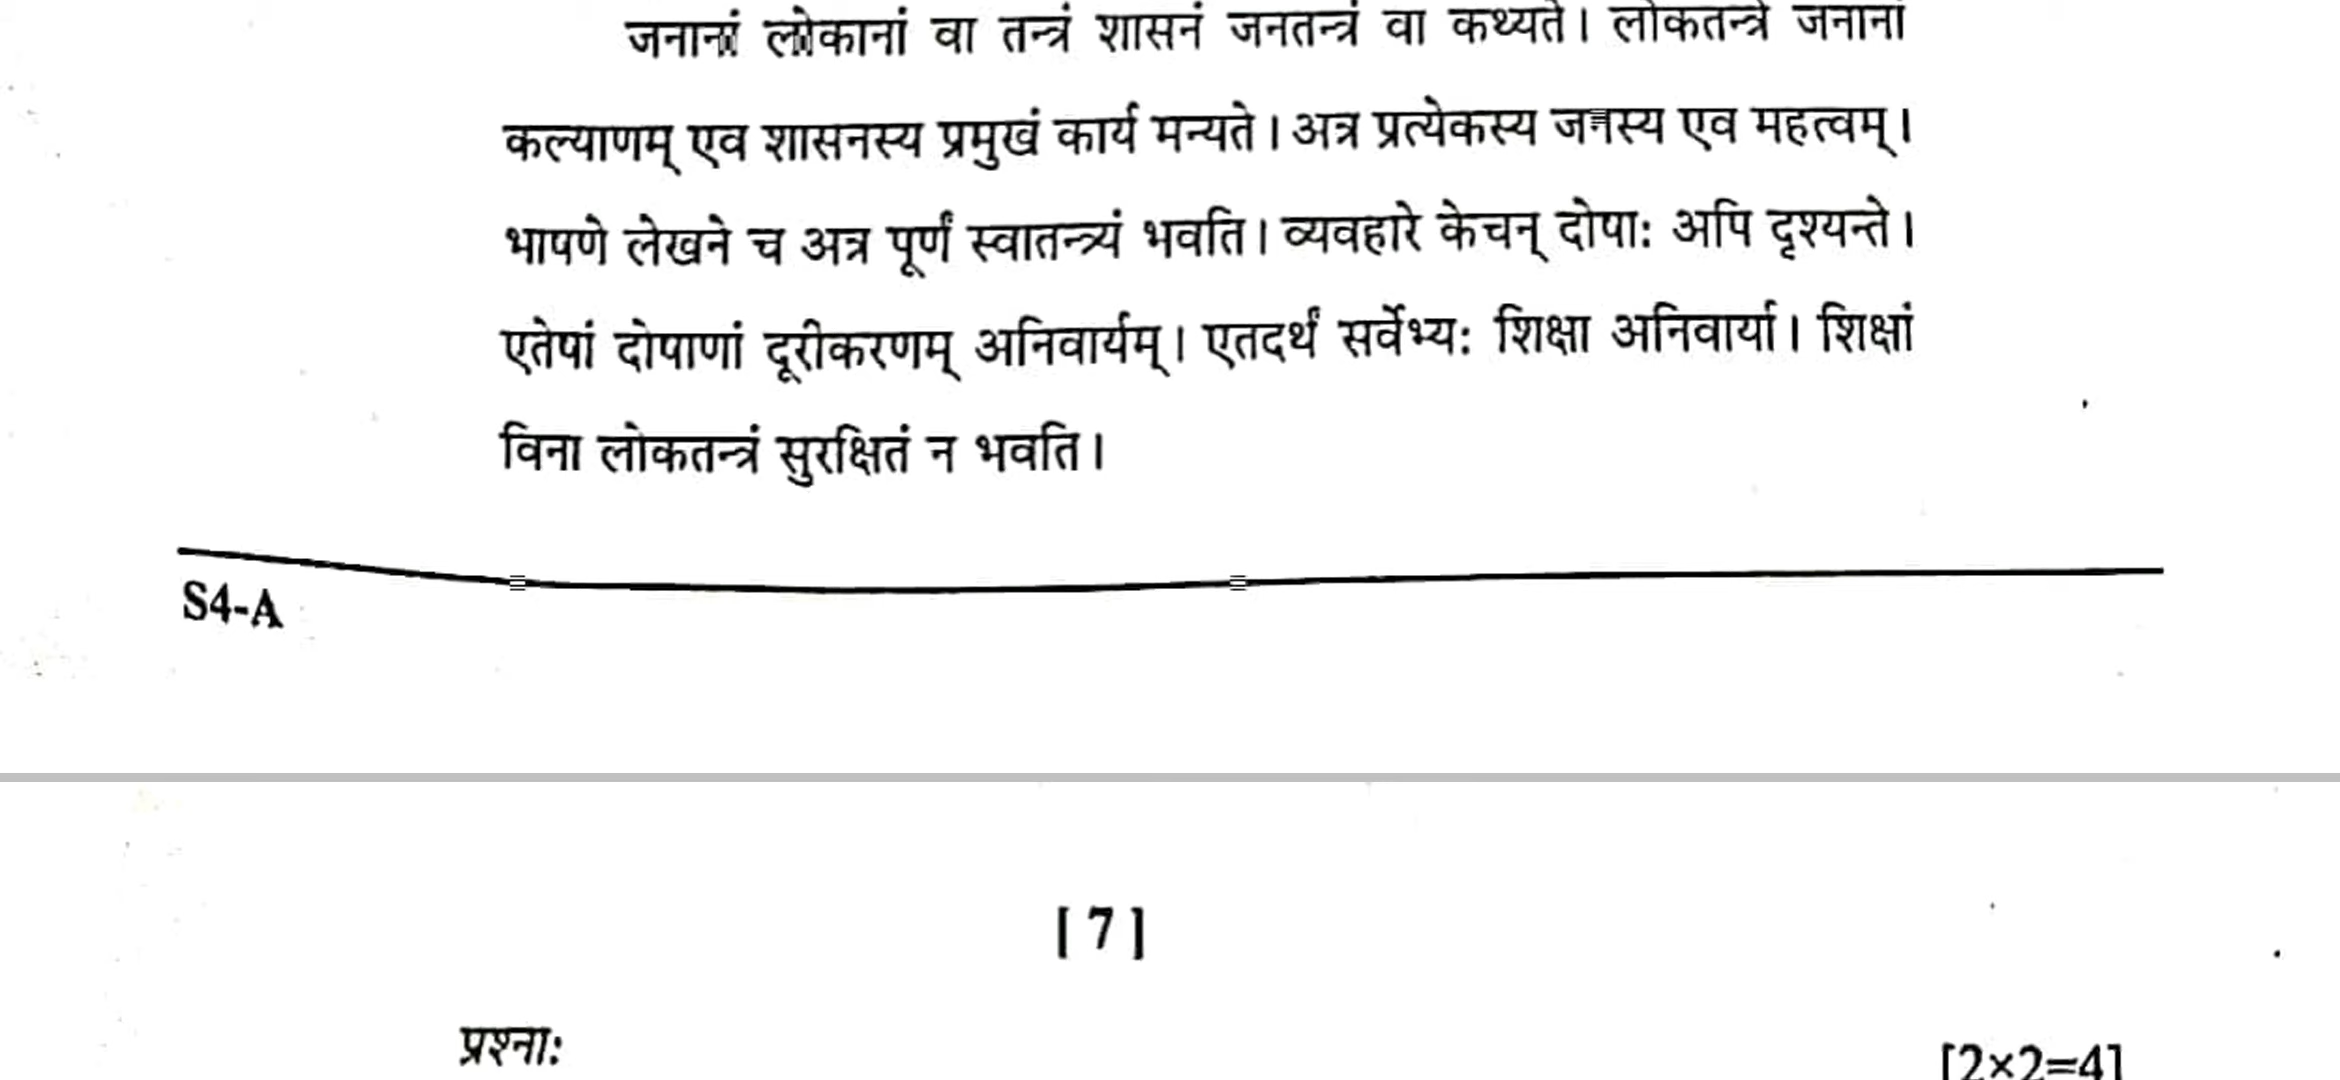 जनानां लोकानां वा तन्त्रं शासनं जनतन्त्रं वा कथ्यते। लोकतन्त्रे जनानां
कल्याणम् एव शासनस्य प्रमुखं कार्यं मन्यते। अत्र प्रत्येकस्य जनस्य एव महत्वम्।
भाषणे लेखने च अत्र पूर्णं स्वातन्त्र्यं भवति। व्यवहारे केचन् दोषाः अपि दृश्यन्ते।
एतेषां दोषाणां दूरीकरणम् अनिवार्यम्। एतदर्थं सर्वेभ्यः शिक्षा अनिवार्या। शिक्षां
विना लोकतन्त्रं सुरक्षितं न भवति।
S4-A
[ 7 ]
प्रश्नाः
[2×2=4]